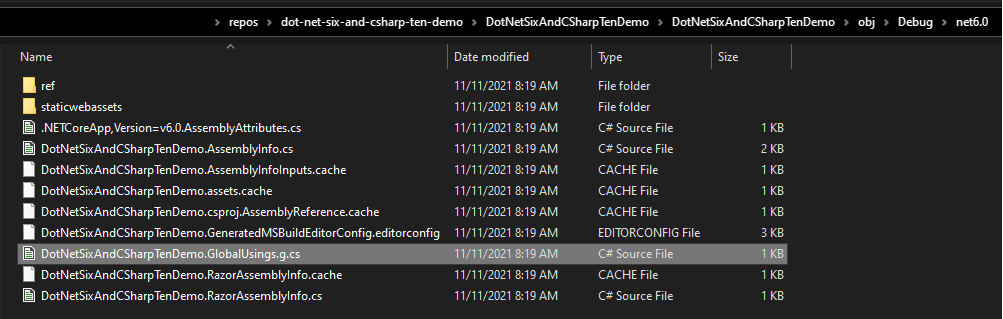 repos > dot-net-six-and-csharp-ten-demo > DotNetSixAndCSharpTenDemo > DotNetSixAndCSharpTenDemo > obj > Debug > net6.0
Name Date modified Type Size
ref 11/11/2021 8:19 AM File folder
staticwebassets 11/11/2021 8:19 AM File folder
.NETCoreApp,Version=v6.0.AssemblyAttributes.cs 11/11/2021 8:19 AM C# Source File 1 KB
DotNetSixAndCSharpTenDemo.AssemblyInfo.cs 11/11/2021 8:19 AM C# Source File 2 KB
DotNetSixAndCSharpTenDemo.AssemblyInfoInputs.cache 11/11/2021 8:19 AM CACHE File 1 KB
DotNetSixAndCSharpTenDemo.assets.cache 11/11/2021 8:19 AM CACHE File 1 KB
DotNetSixAndCSharpTenDemo.csproj.AssemblyReference.cache 11/11/2021 8:19 AM CACHE File 1 KB
DotNetSixAndCSharpTenDemo.GeneratedMSBuildEditorConfig.editorconfig 11/11/2021 8:19 AM EDITORCONFIG File 3 KB
DotNetSixAndCSharpTenDemo.GlobalUsings.g.cs 11/11/2021 8:19 AM C# Source File 1 KB
DotNetSixAndCSharpTenDemo.RazorAssemblyInfo.cache 11/11/2021 8:19 AM CACHE File 1 KB
DotNetSixAndCSharpTenDemo.RazorAssemblyInfo.cs 11/11/2021 8:19 AM C# Source File 1 KB